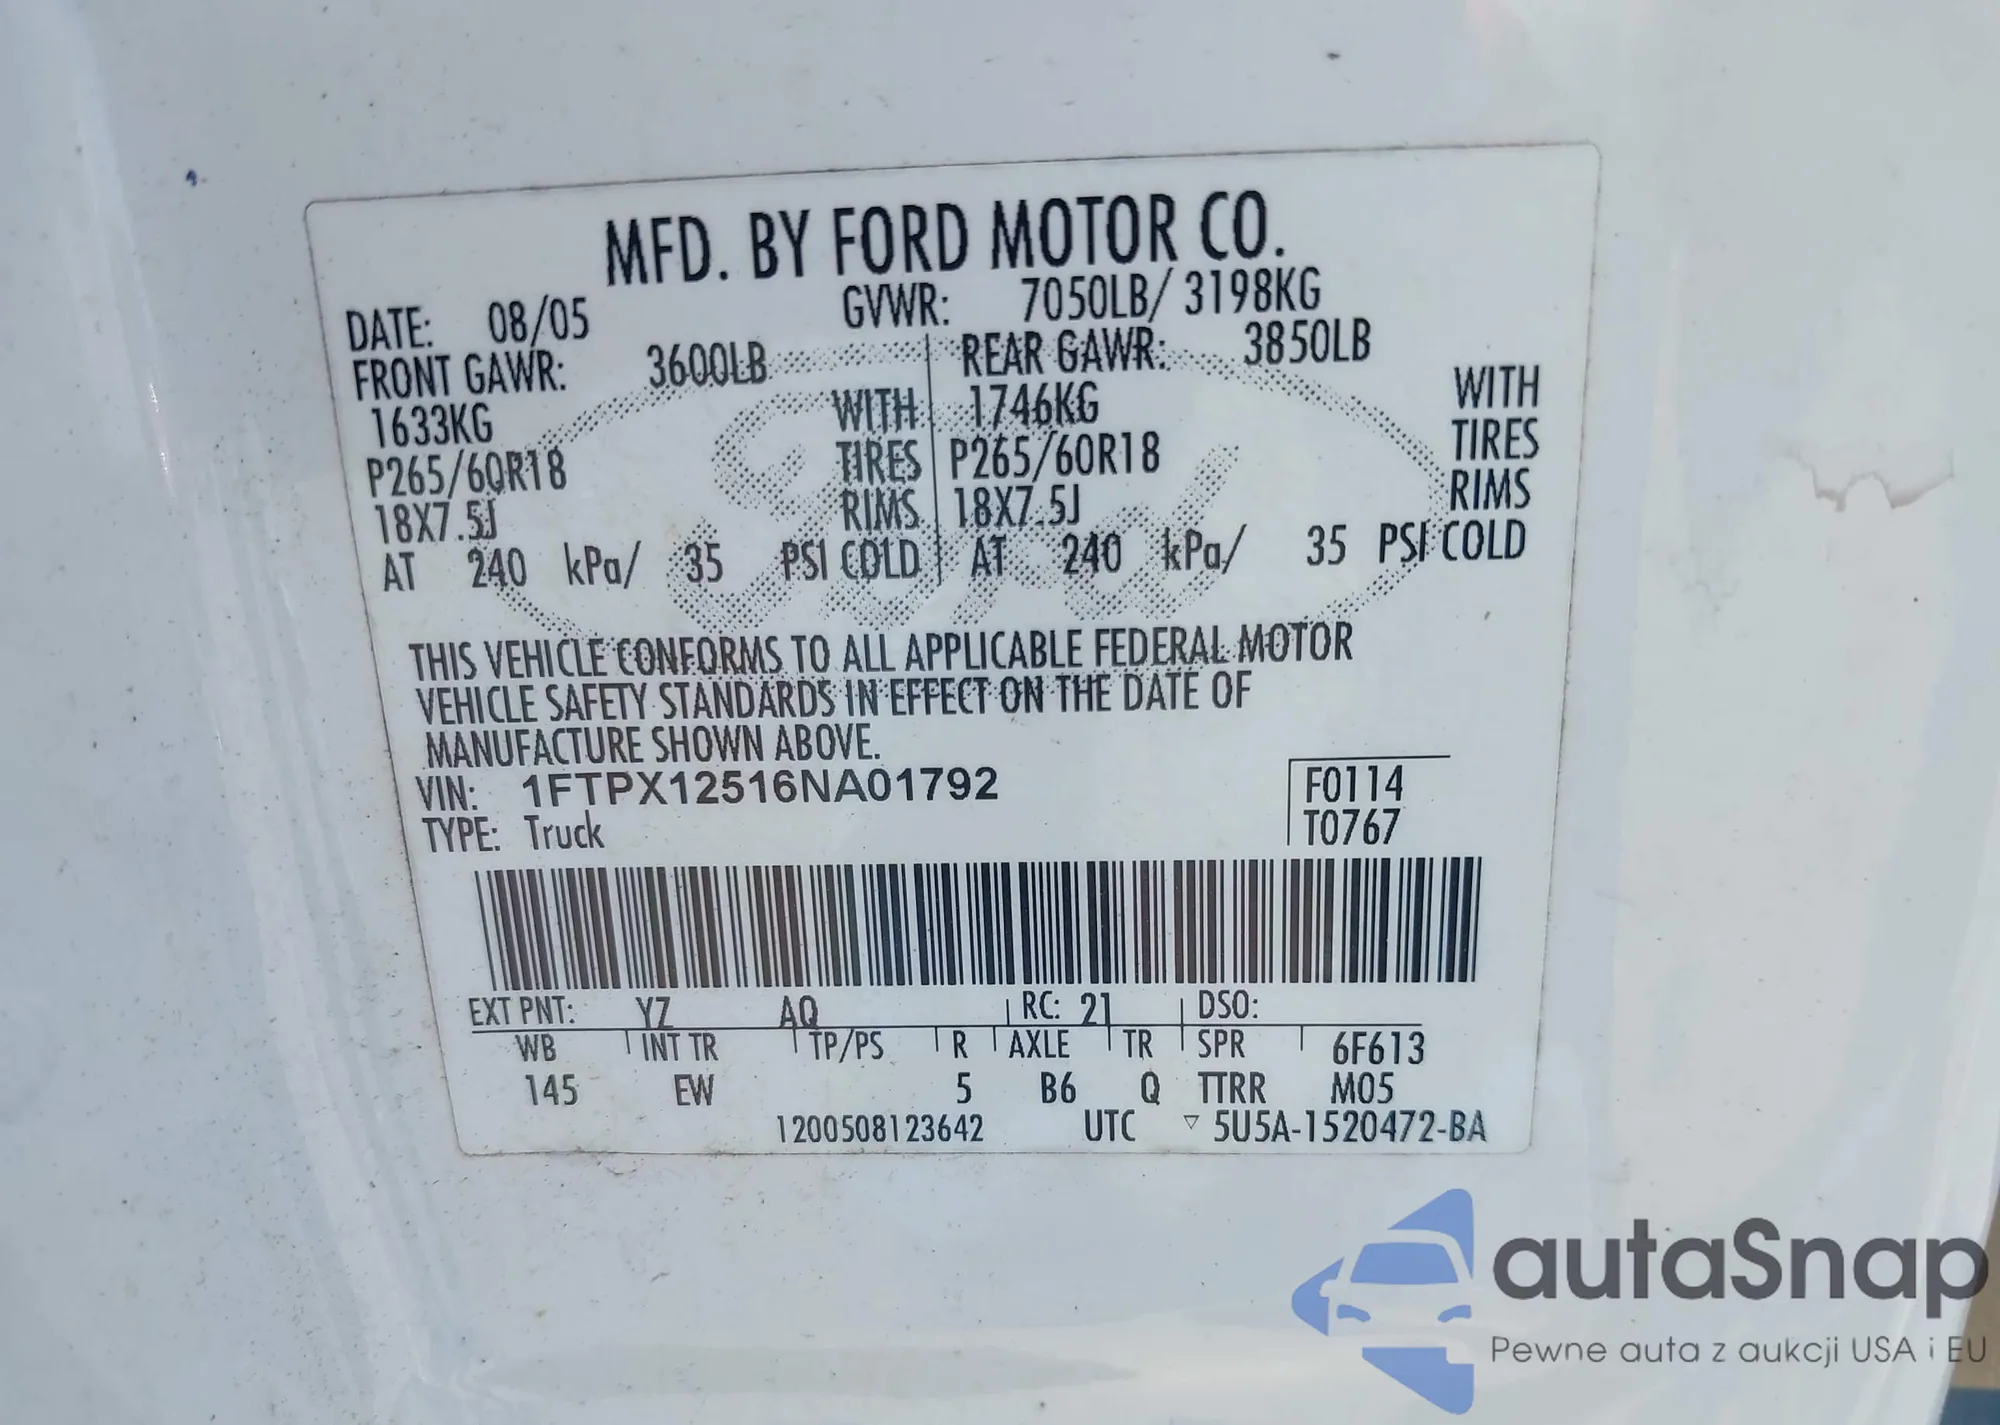 MFD. BY FORD MOTOR CO.
DATE: 08/05 GVWR: 7050LB/ 3198KG
FRONT GAWR: 3600LB REAR GAWR: 3850LB
1633KG WITH 1746KG WITH
P265/60R18 TIRES P265/60R18 TIRES
18X7.5J RIMS 18X7.5J RIMS
AT 240 kPa/ 35 PSI COLD AT 240 kPa/ 35 PSI COLD
THIS VEHICLE CONFORMS TO ALL APPLICABLE FEDERAL MOTOR
VEHICLE SAFETY STANDARDS IN EFFECT ON THE DATE OF
MANUFACTURE SHOWN ABOVE.
VIN: 1FTPX12516NA01792 F0114
TYPE: Truck T0767
EXT PNT: YZ AQ RC: 21 DSO:
WB INT TR TP/PS R AXLE TR SPR 6F613
145 EW 5 B6 Q TTRR M05
1200508123642 UTC ▽ 5U5A-1520472-BA
autaSnap
Pewne auta z aukcji USA i EU